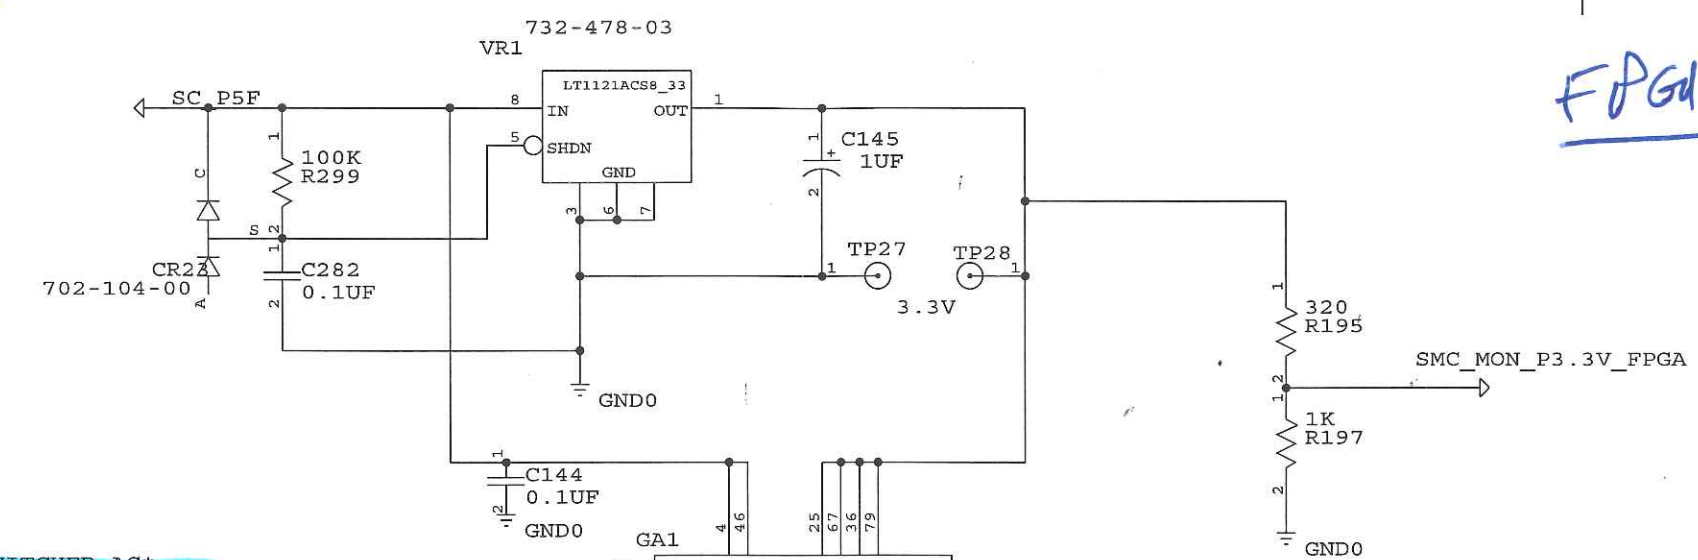 732-478-03
VR1
FPGA
LT1121ACS8_33
SC_P5F
8
IN
OUT
1
5
SHDN
1
100K
R299
C
GND
3
6
7
1
+
C145
1UF
2
S
2
1
CR23
702-104-00
A
C282
0.1UF
2
TP27
1
TP28
1
3.3V
GND0
1
320
R195
2
SMC_MON_P3.3V_FPGA
1
1K
R197
2
GND0
1
C144
0.1UF
2
GND0
4
46
25
67
36
79
GA1